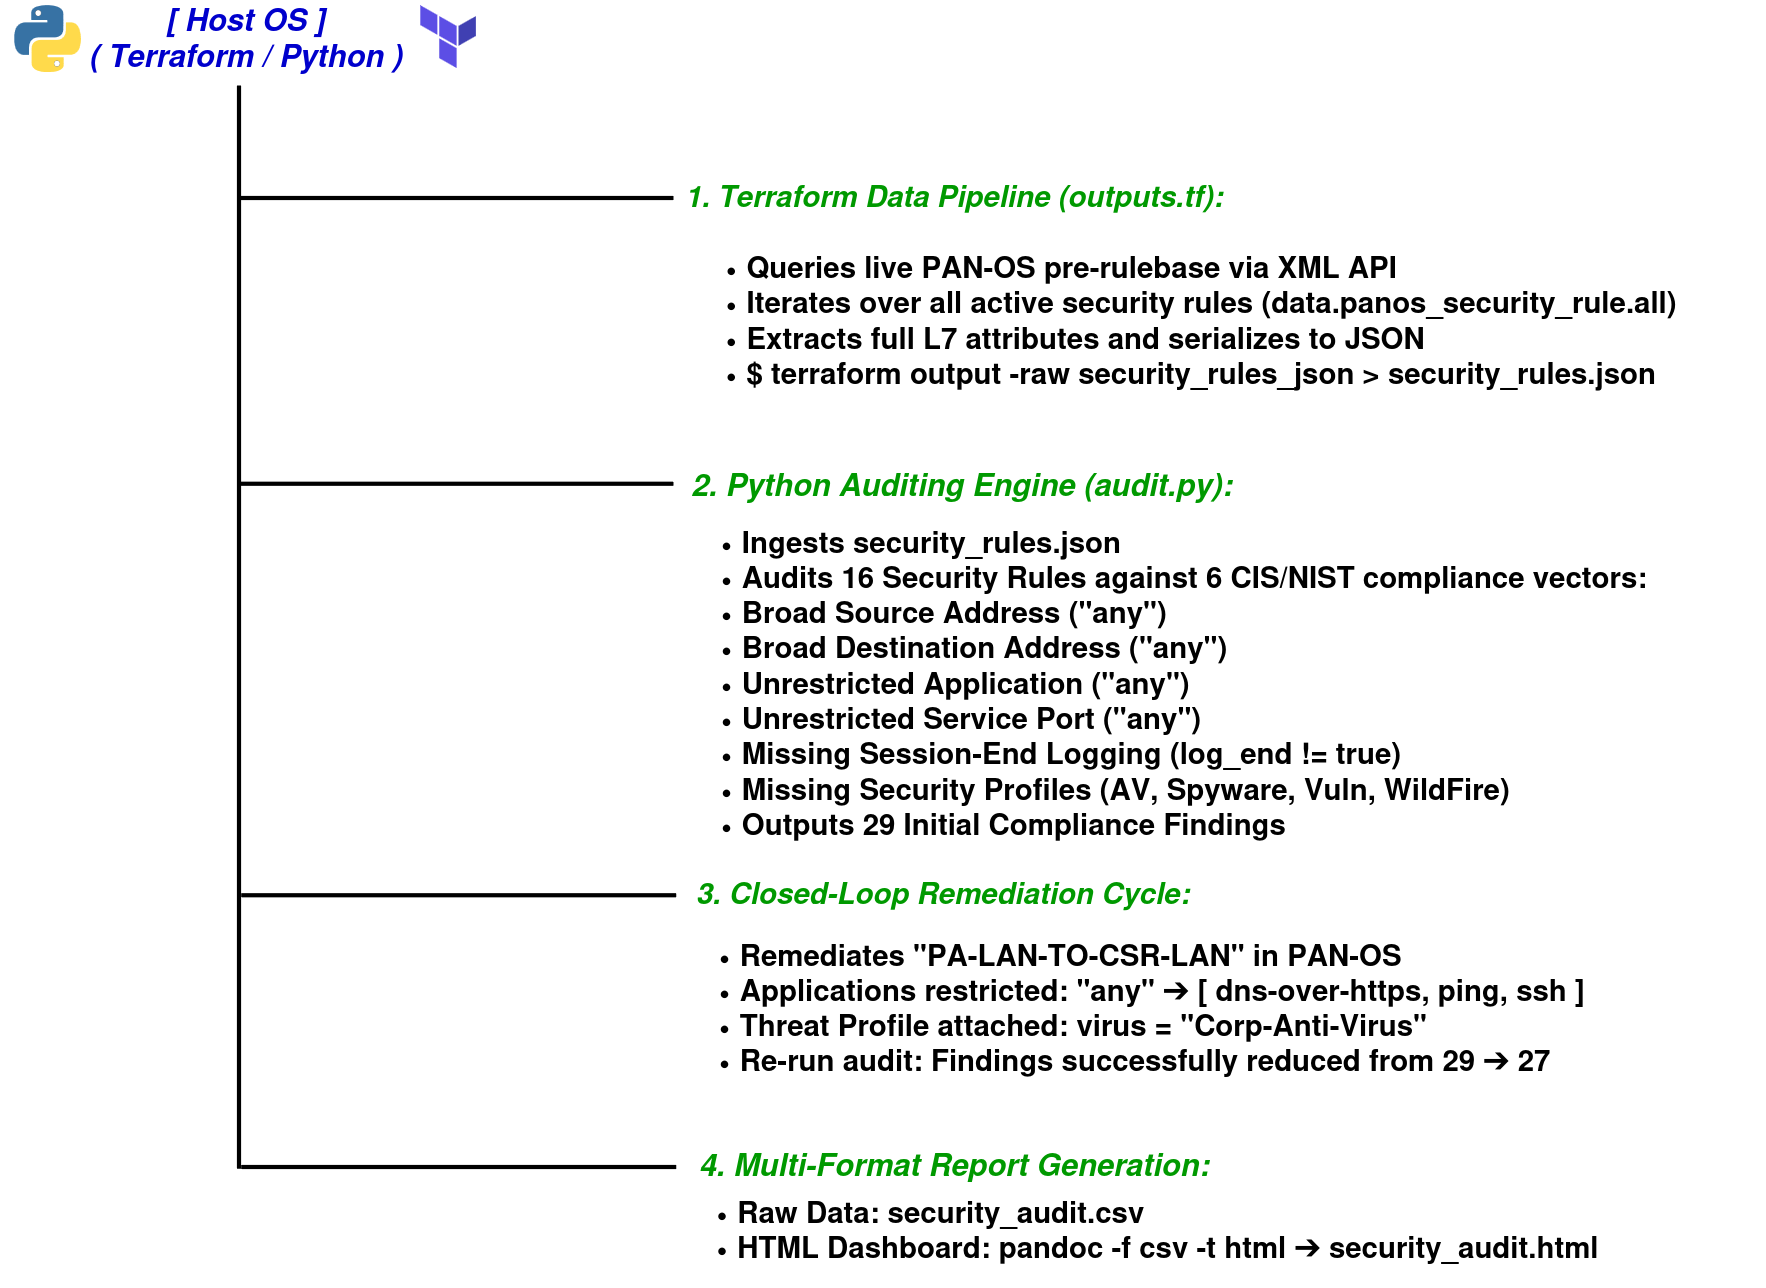 [ Host OS ]
( Terraform / Python )
1. Terraform Data Pipeline (outputs.tf):
• Queries live PAN-OS pre-rulebase via XML API
• Iterates over all active security rules (data.panos_security_rule.all)
• Extracts full L7 attributes and serializes to JSON
• $ terraform output -raw security_rules_json > security_rules.json
2. Python Auditing Engine (audit.py):
• Ingests security_rules.json
• Audits 16 Security Rules against 6 CIS/NIST compliance vectors:
• Broad Source Address ("any")
• Broad Destination Address ("any")
• Unrestricted Application ("any")
• Unrestricted Service Port ("any")
• Missing Session-End Logging (log_end != true)
• Missing Security Profiles (AV, Spyware, Vuln, WildFire)
• Outputs 29 Initial Compliance Findings
3. Closed-Loop Remediation Cycle:
• Remediates "PA-LAN-TO-CSR-LAN" in PAN-OS
• Applications restricted: "any" ➔ [ dns-over-https, ping, ssh ]
• Threat Profile attached: virus = "Corp-Anti-Virus"
• Re-run audit: Findings successfully reduced from 29 ➔ 27
4. Multi-Format Report Generation:
• Raw Data: security_audit.csv
• HTML Dashboard: pandoc -f csv -t html ➔ security_audit.html